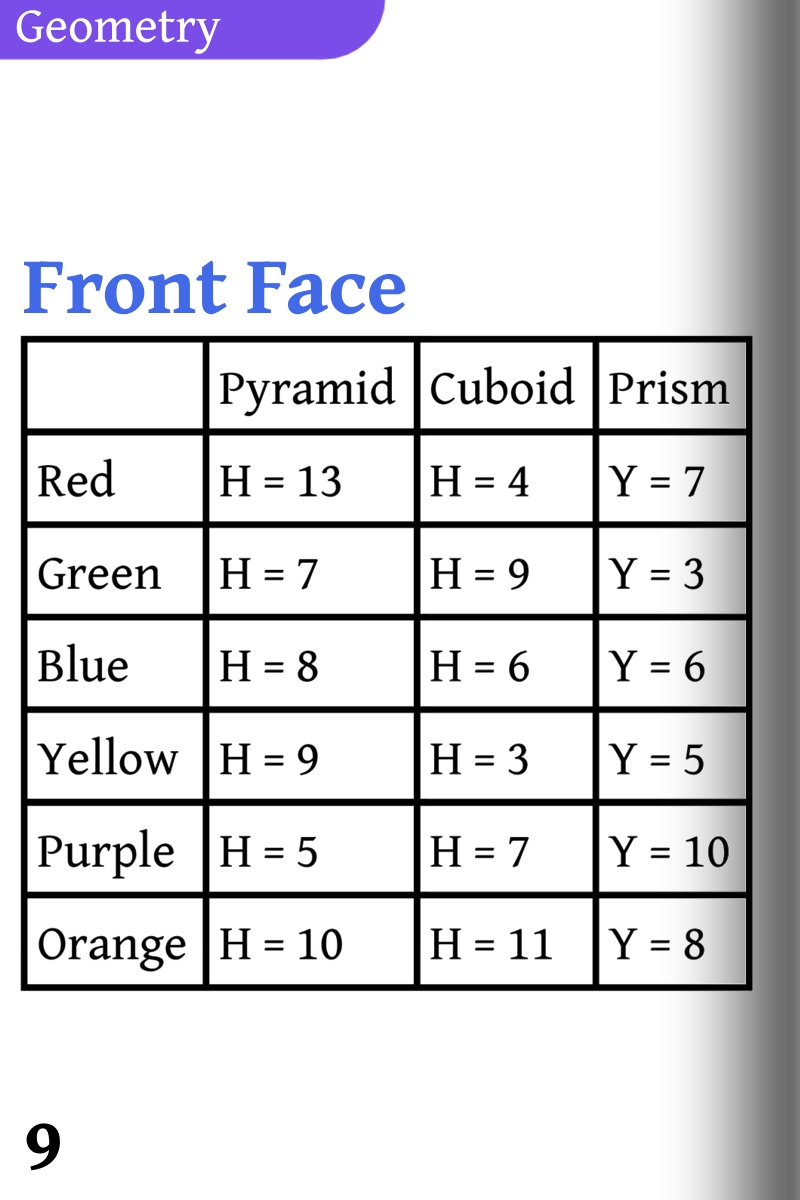 Geometry
Front Face
Pyramid Cuboid Prism
Red H = 13 H = 4 Y = 7
Green H = 7 H = 9 Y = 3
Blue H = 8 H = 6 Y = 6
Yellow H = 9 H = 3 Y = 5
Purple H = 5 H = 7 Y = 10
Orange H = 10 H = 11 Y = 8
9